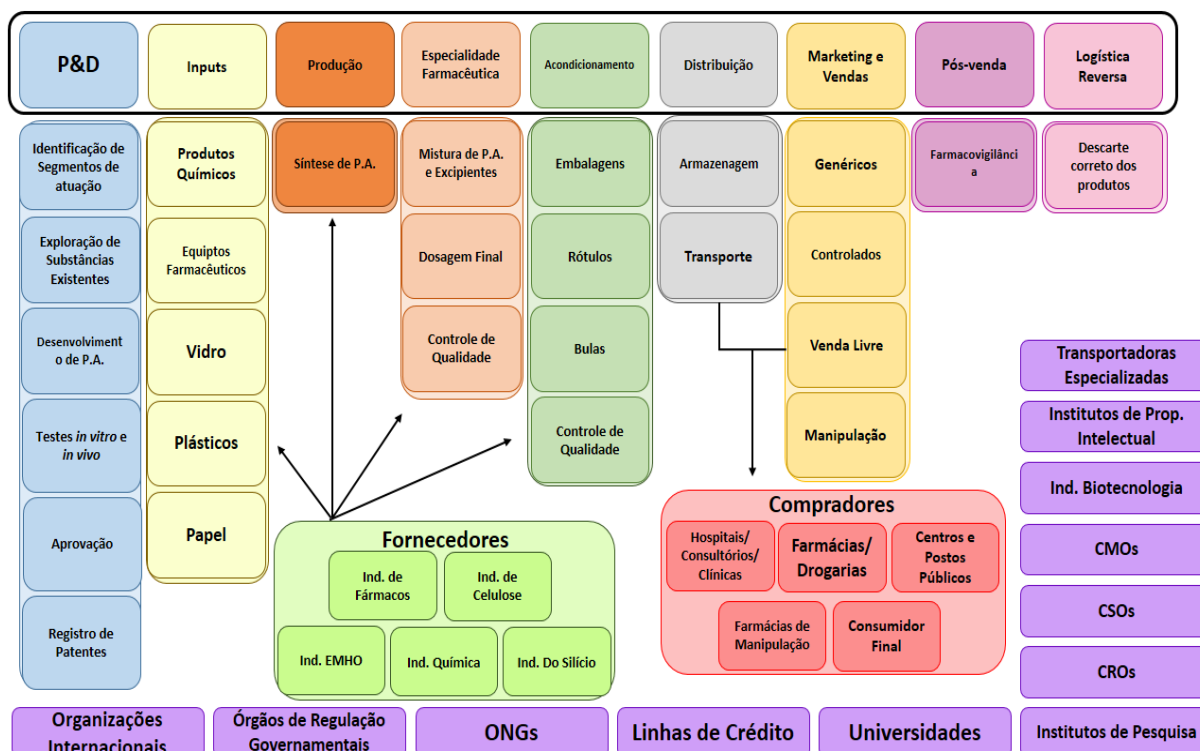 P&D
Inputs
Produção
Especialidade
Farmacêutica
Acondicionamento
Distribuição
Marketing e
Vendas
Pós-venda
Logística
Reversa
Identificação de
Segmentos de
atuação
Exploração de
Substâncias
Existentes
Desenvolviment
o de P.A.
Testes in vitro e
in vivo
Aprovação
Registro de
Patentes
Produtos
Químicos
Equiptos
Farmacêuticos
Vidro
Plásticos
Papel
Síntese de P.A.
Mistura de P.A.
e Excipientes
Dosagem Final
Controle de
Qualidade
Embalagens
Rótulos
Bulas
Controle de
Qualidade
Armazenagem
Transporte
Genéricos
Controlados
Venda Livre
Manipulação
Farmacovigilânci
a
Descarte
correto dos
produtos
Fornecedores
Ind. de
Fármacos
Ind. de
Celulose
Ind. EMHO
Ind. Química
Ind. Do Silício
Compradores
Hospitais/
Consultórios/
Clínicas
Farmácias/
Drogarias
Centros e
Postos
Públicos
Farmácias de
Manipulação
Consumidor
Final
Transportadoras
Especializadas
Institutos de Prop.
Intelectual
Ind. Biotecnologia
CMOs
CSOs
CROs
Organizações
Internacionais
Órgãos de Regulação
Governamentais
ONGs
Linhas de Crédito
Universidades
Institutos de Pesquisa